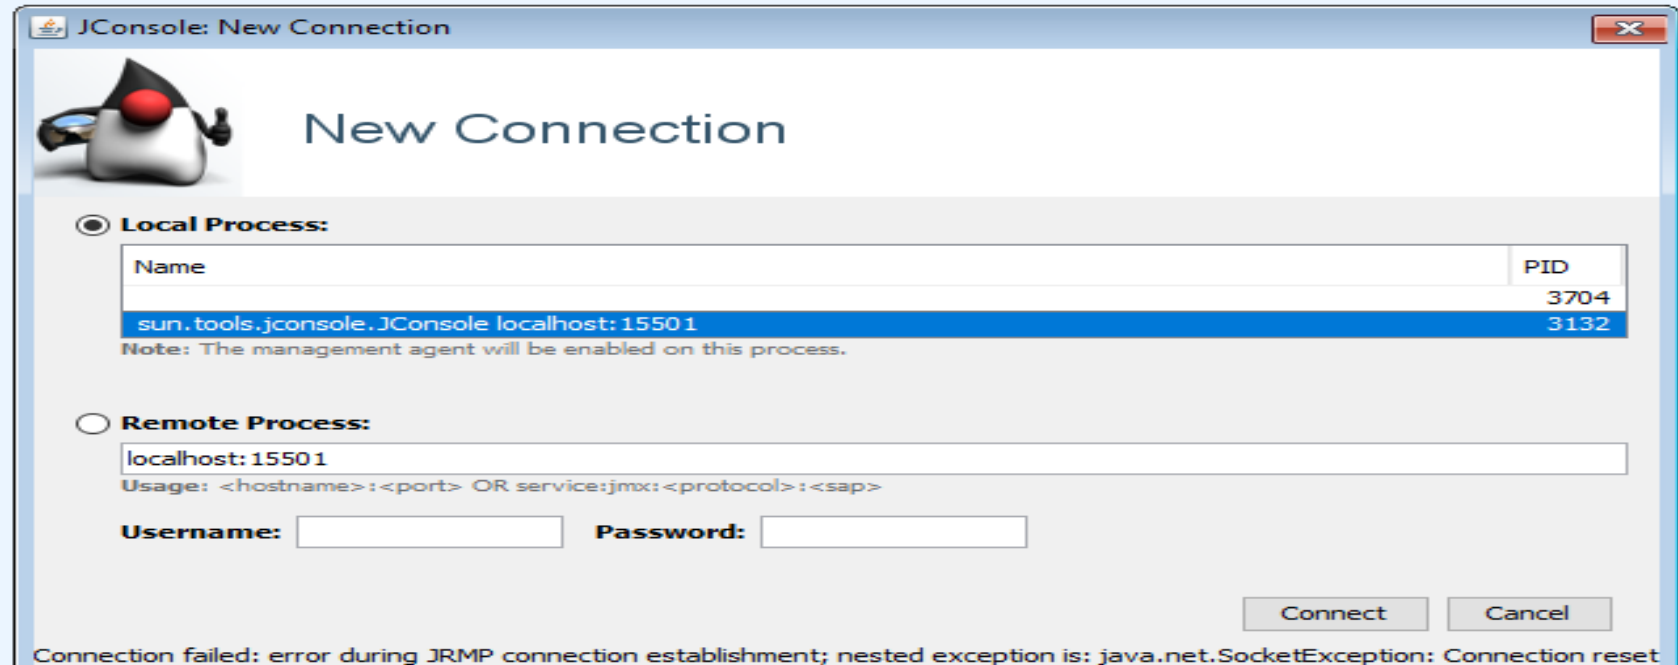 JConsole: New Connection
New Connection
Local Process:
Name PID
3704
sun.tools.jconsole.JConsole localhost:15501 3132
Note: The management agent will be enabled on this process.
Remote Process:
localhost:15501
Usage: <hostname>:<port> OR service:jmx:<protocol>:<sap>
Username: Password:
Connect Cancel
Connection failed: error during JRMP connection establishment; nested exception is: java.net.SocketException: Connection reset